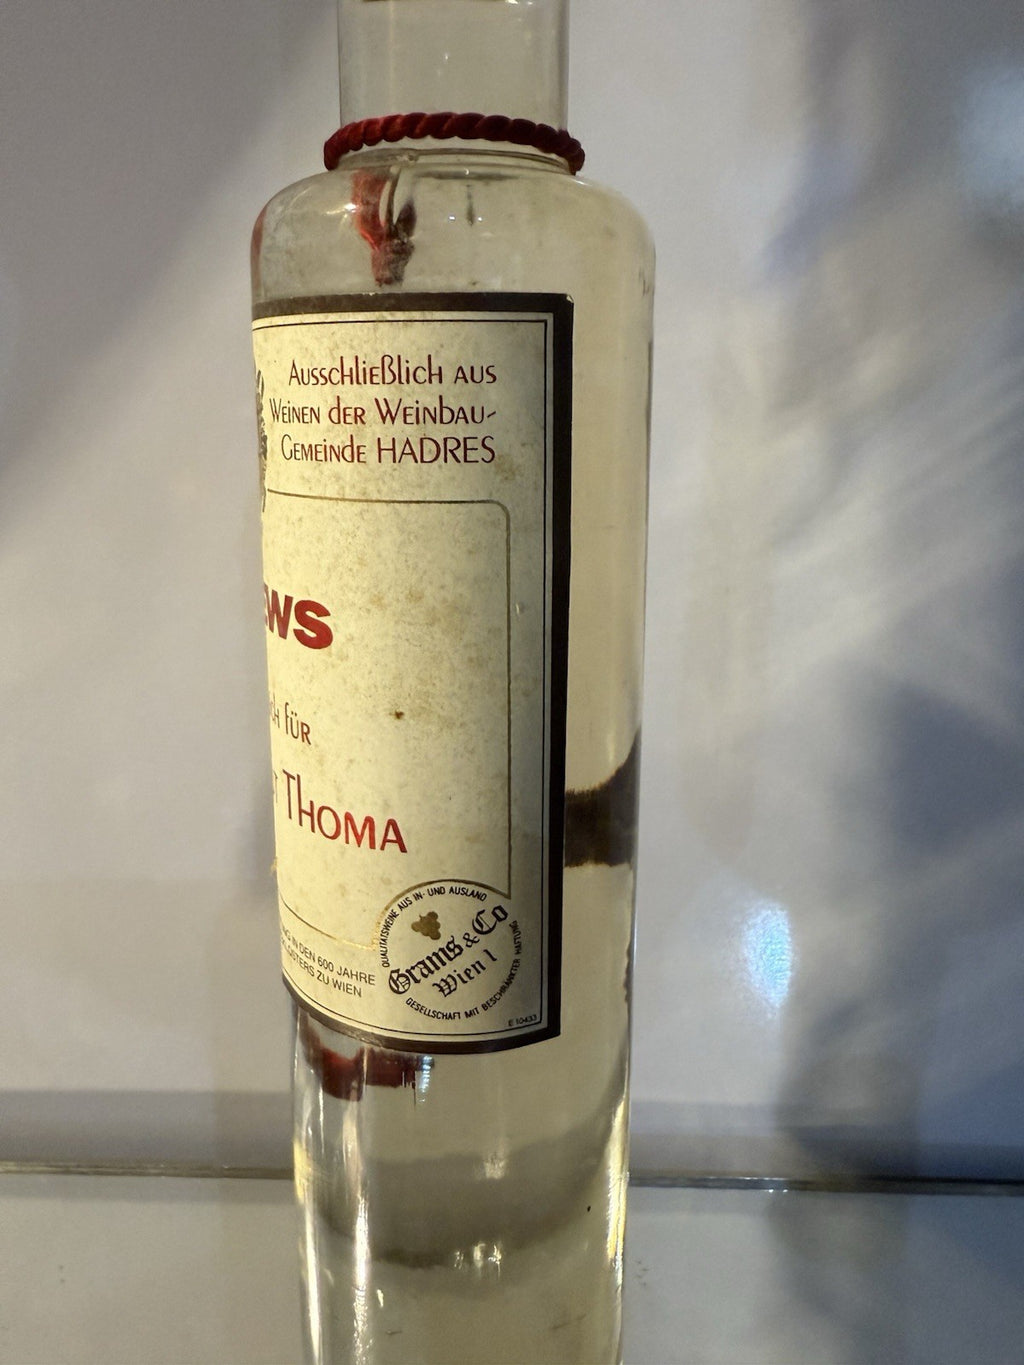 Ausschließlich aus
Weinen der Weinbau-
Gemeinde HADRES
WS
für
Thoma
IN DEN 600 JAHRE
ZU WIEN
QUALITÄTSWEINE AUS IN- UND AUSLAND
Grams & Co
Wien 1
GESELLSCHAFT MIT BESCHRÄNKTER HAFTUNG
E 10433